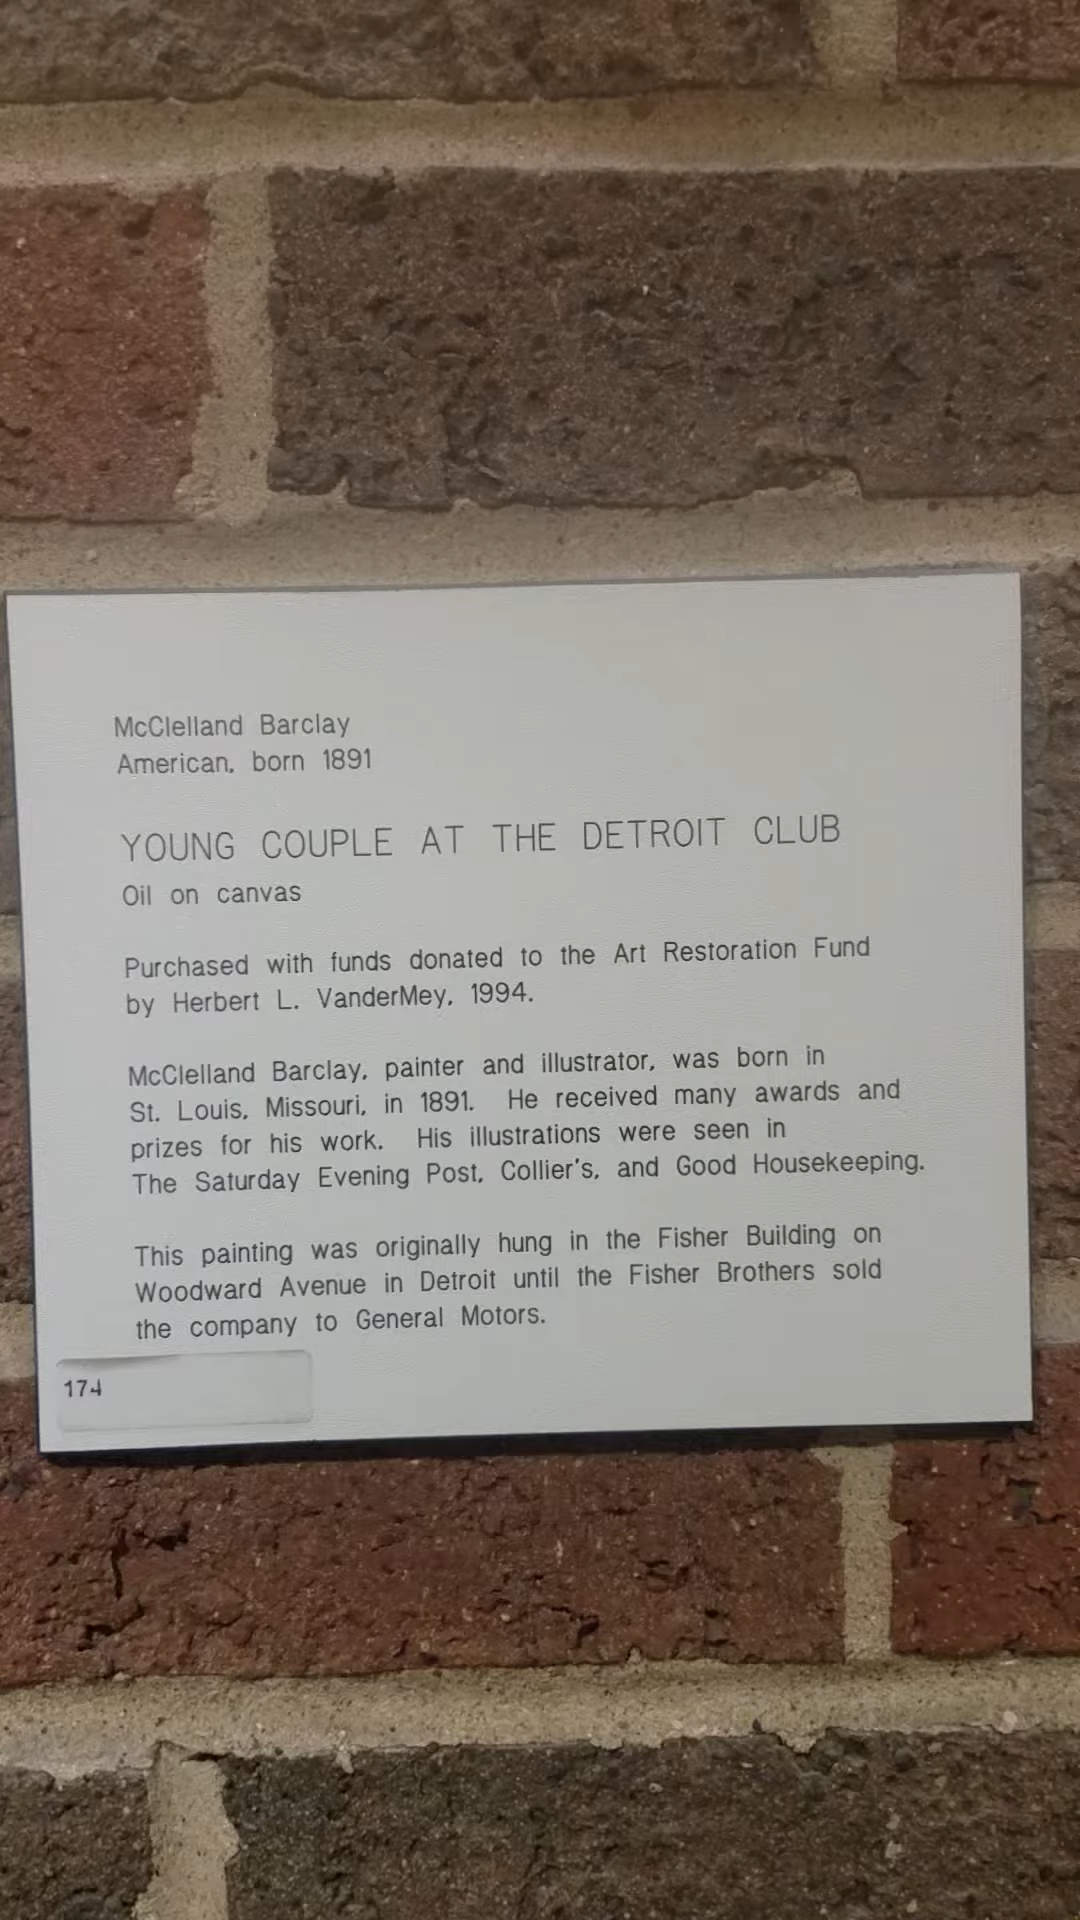 McClelland Barclay
American, born 1891
YOUNG COUPLE AT THE DETROIT CLUB
Oil on canvas
Purchased with funds donated to the Art Restoration Fund
by Herbert L. VanderMey, 1994.
McClelland Barclay, painter and illustrator, was born in
St. Louis, Missouri, in 1891. He received many awards and
prizes for his work. His illustrations were seen in
The Saturday Evening Post, Collier's, and Good Housekeeping.
This painting was originally hung in the Fisher Building on
Woodward Avenue in Detroit until the Fisher Brothers sold
the company to General Motors.
174